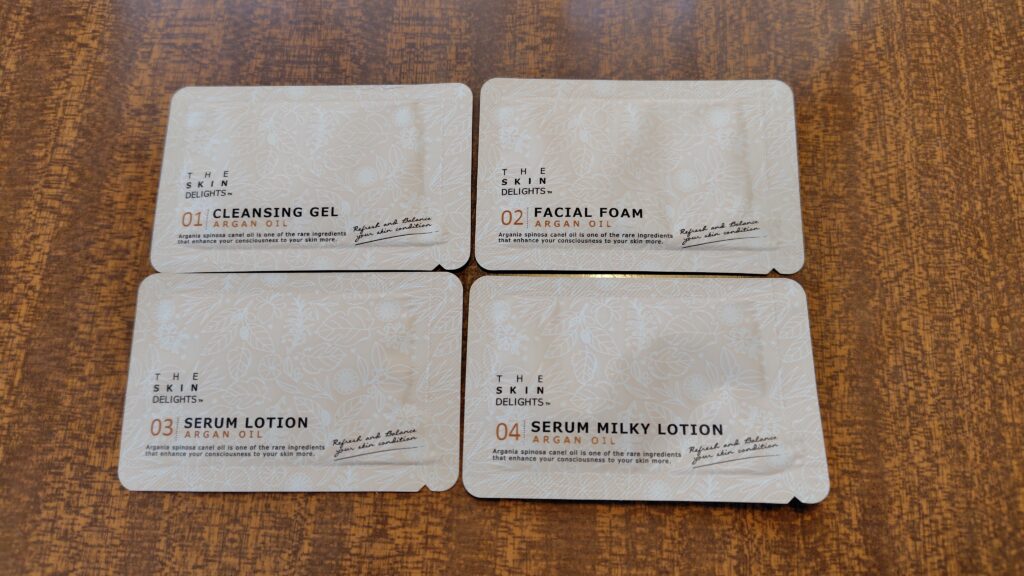 THE
SKIN
DELIGHTS™
01 CLEANSING GEL
ARGAN OIL
Argania spinosa canel oil is one of the rare ingredients
that enhance your consciousness to your skin more.
Refresh and Balance
your skin condition
THE
SKIN
DELIGHTS™
02 FACIAL FOAM
ARGAN OIL
Argania spinosa canel oil is one of the rare ingredients
that enhance your consciousness to your skin more.
Refresh and Balance
your skin condition
THE
SKIN
DELIGHTS™
03 SERUM LOTION
ARGAN OIL
Argania spinosa canel oil is one of the rare ingredients
that enhance your consciousness to your skin more.
Refresh and Balance
your skin condition
THE
SKIN
DELIGHTS™
04 SERUM MILKY LOTION
ARGAN OIL
Argania spinosa canel oil is one of the rare ingredients
that enhance your consciousness to your skin more.
Refresh and Balance
your skin condition